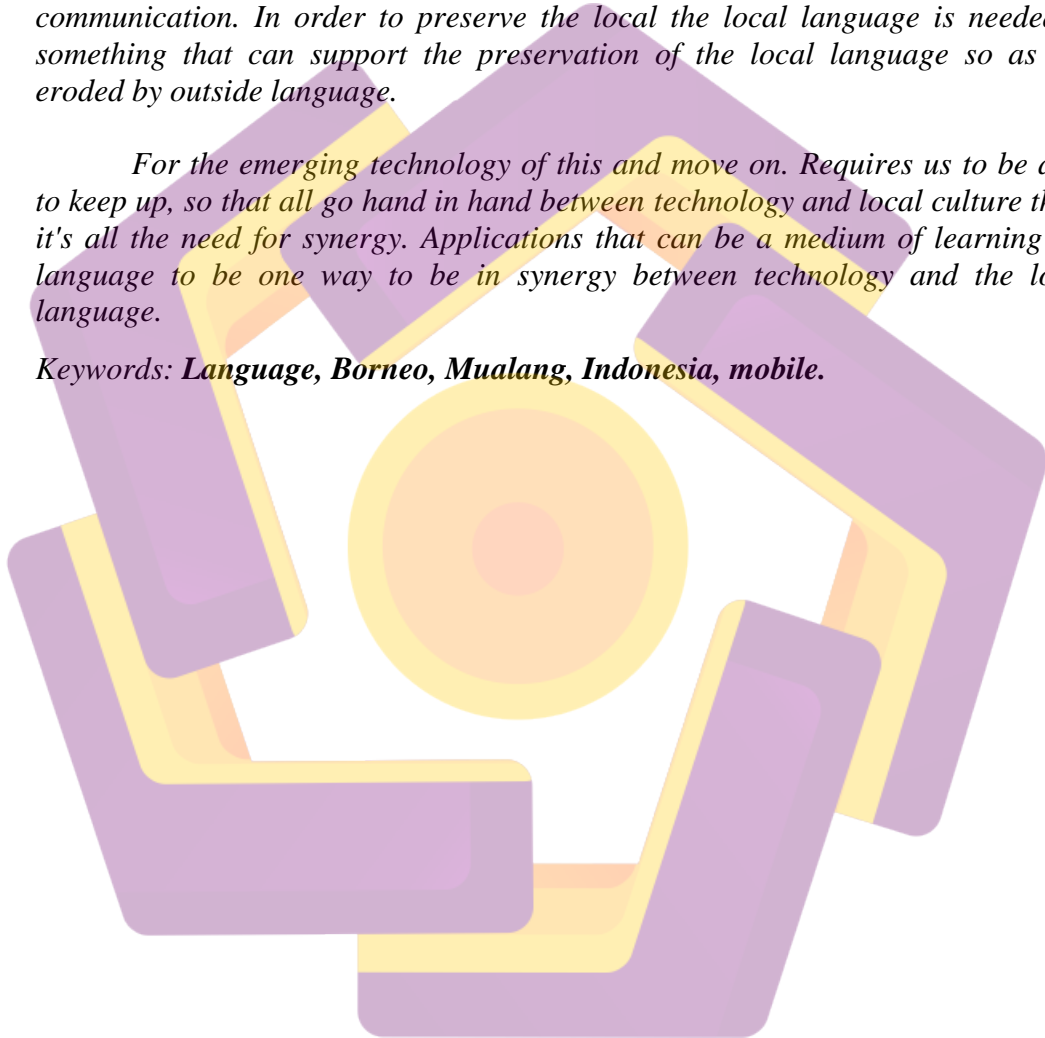 communication. In order to preserve the local the local language is needed
something that can support the preservation of the local language so as
eroded by outside language.
For the emerging technology of this and move on. Requires us to be
to keep up, so that all go hand in hand between technology and local culture
it's all the need for synergy. Applications that can be a medium of learning
language to be one way to be in synergy between technology and the
language.
Keywords: Language, Borneo, Mualang, Indonesia, mobile.